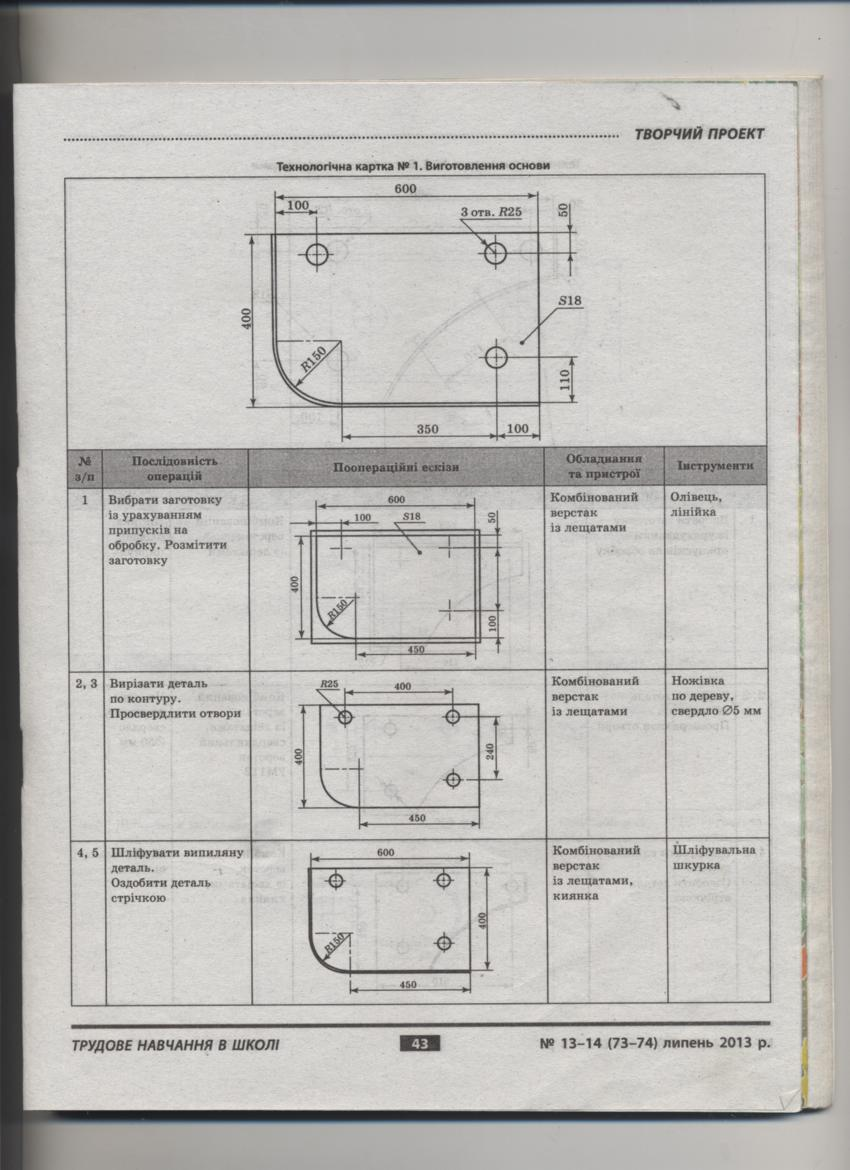 ТВОРЧИЙ ПРОЕКТ
Технологічна картка № 1. Виготовлення основи
600
100
3 отв. R25
50
S18
400
R150
110
350
100
№ з/п
Послідовність операцій
Поопераційні ескізи
Обладнання та пристрої
Інструменти
1
Вибрати заготовку
із урахуванням
припусків на
обробку. Розмітити
заготовку
600
100
S18
50
400
R150
100
450
Комбінований
верстак
із лещатами
Олівець,
лінійка
2, 3
Вирізати деталь
по контуру.
Просвердлити отвори
R25
400
400
240
450
Комбінований
верстак
із лещатами
Ножівка
по дереву,
свердло ∅5 мм
4, 5
Шліфувати випиляну
деталь.
Оздобити деталь
стрічкою
600
400
R150
450
Комбінований
верстак
із лещатами,
киянка
Шліфувальна
шкурка
ТРУДОВЕ НАВЧАННЯ В ШКОЛІ
43
№ 13–14 (73–74) липень 2013 р.